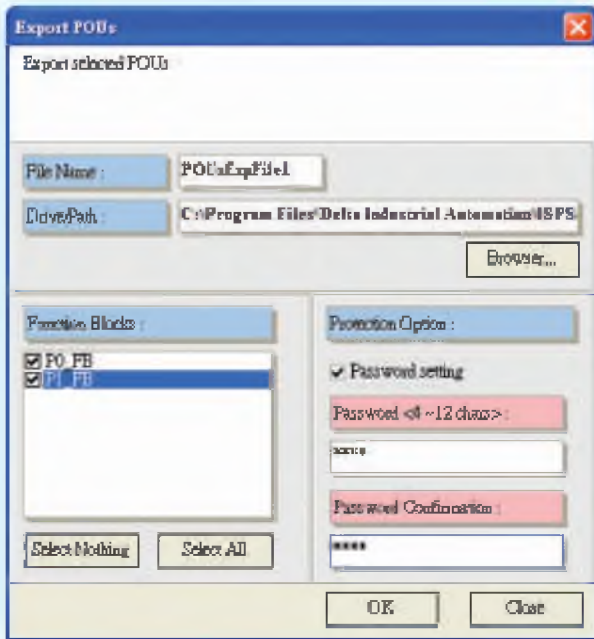 Export POUs
Export selected POUs
File Name :
POUsExpFile1
Drive/Path :
C:\Program Files\Delta Industrial Automation\ISPS
Browser...
Function Blocks :
P0_FB
P1_FB
Select Nothing
Select All
Protection Option :
Password setting
Password <4 ~12 chars> :
****
Password Confirmation :
****
OK
Close